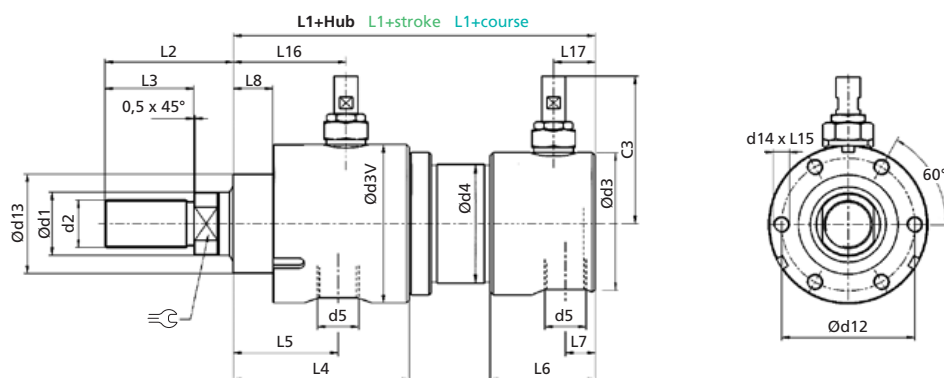 L1+Hub L1+stroke L1+course
L2 L16 L17
L3 L8
0,5 x 45°
C3
d14 x L15
60°
Ød13
Ød1
d2
Ød3V
Ød4
Ød3
d5 d5
L5 L7
L4 L6
Ød12